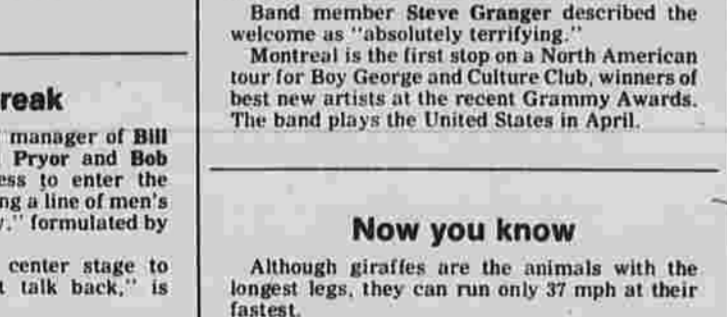 reak
manager of Bill
Pryor and Bob
ess to enter the
ng a line of men's
y." formulated by
center stage to
t talk back," is
Band member Steve Granger described the
welcome as "absolutely terrifying."
Montreal is the first stop on a North American
tour for Boy George and Culture Club, winners of
best new artists at the recent Grammy Awards.
The band plays the United States in April.
Now you know
Although giraffes are the animals with the
longest legs, they can run only 37 mph at their
fastest.